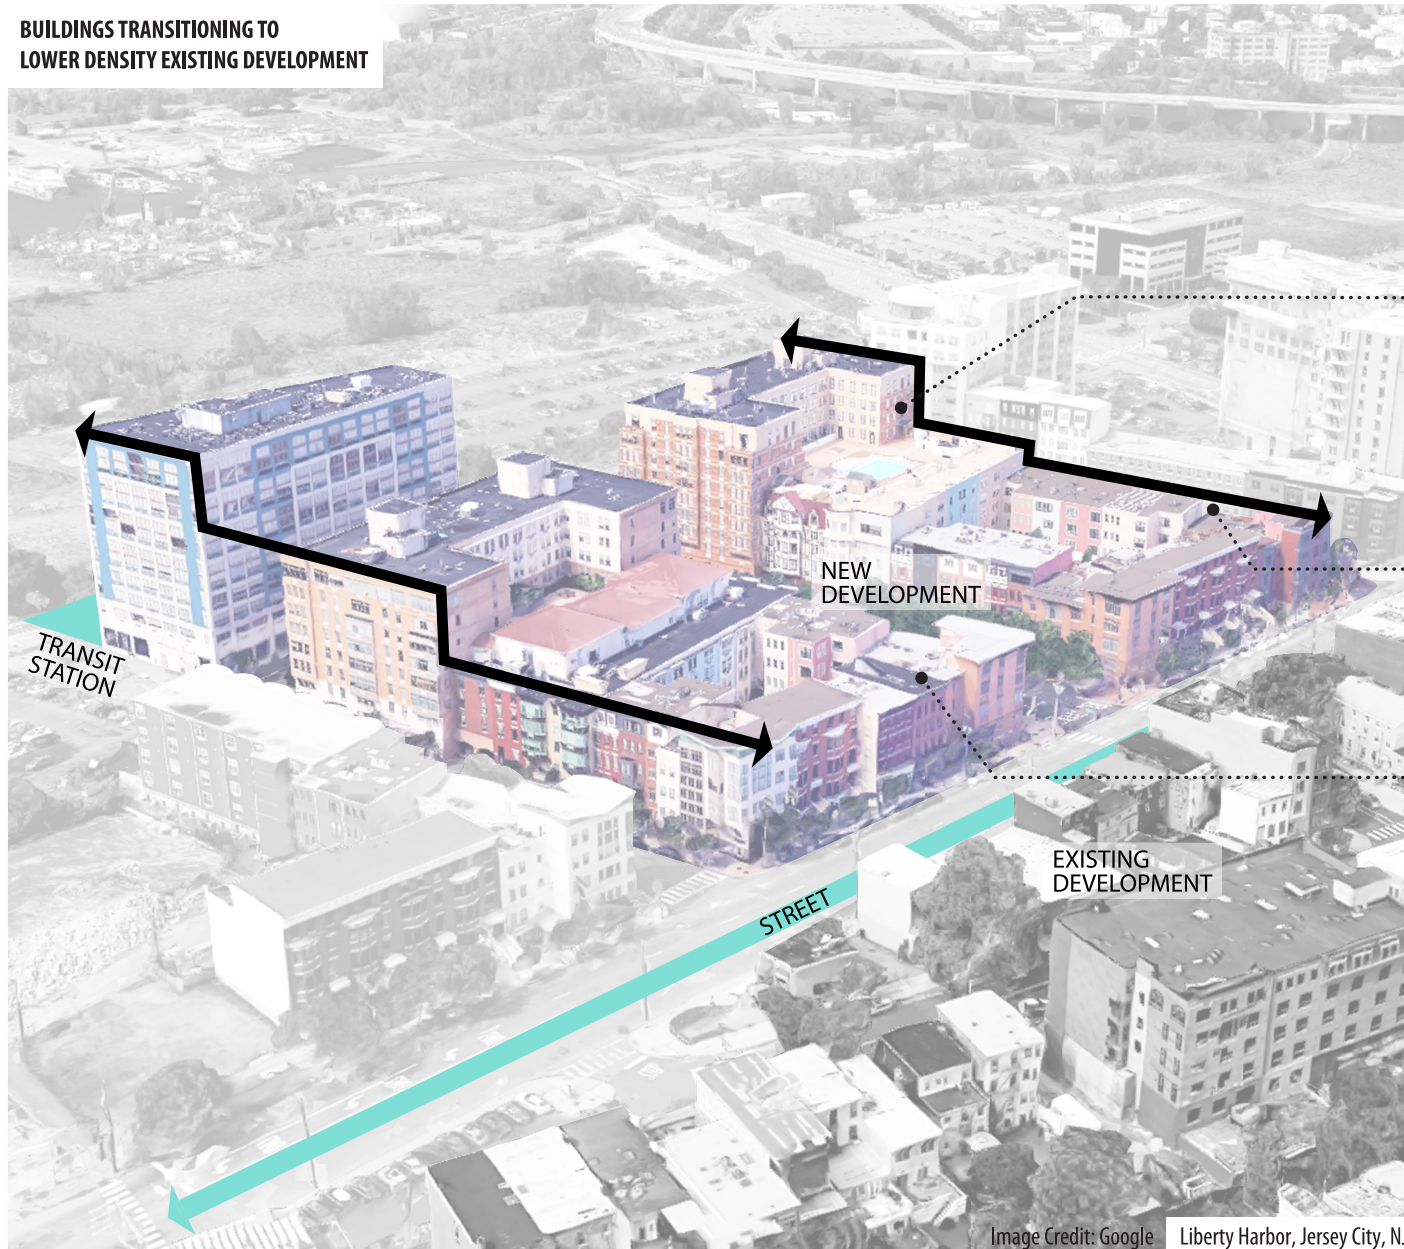 BUILDINGS TRANSITIONING TO
LOWER DENSITY EXISTING DEVELOPMENT
NEW
DEVELOPMENT
TRANSIT
STATION
EXISTING
DEVELOPMENT
STREET
Image Credit: Google
Liberty Harbor, Jersey City, NJ